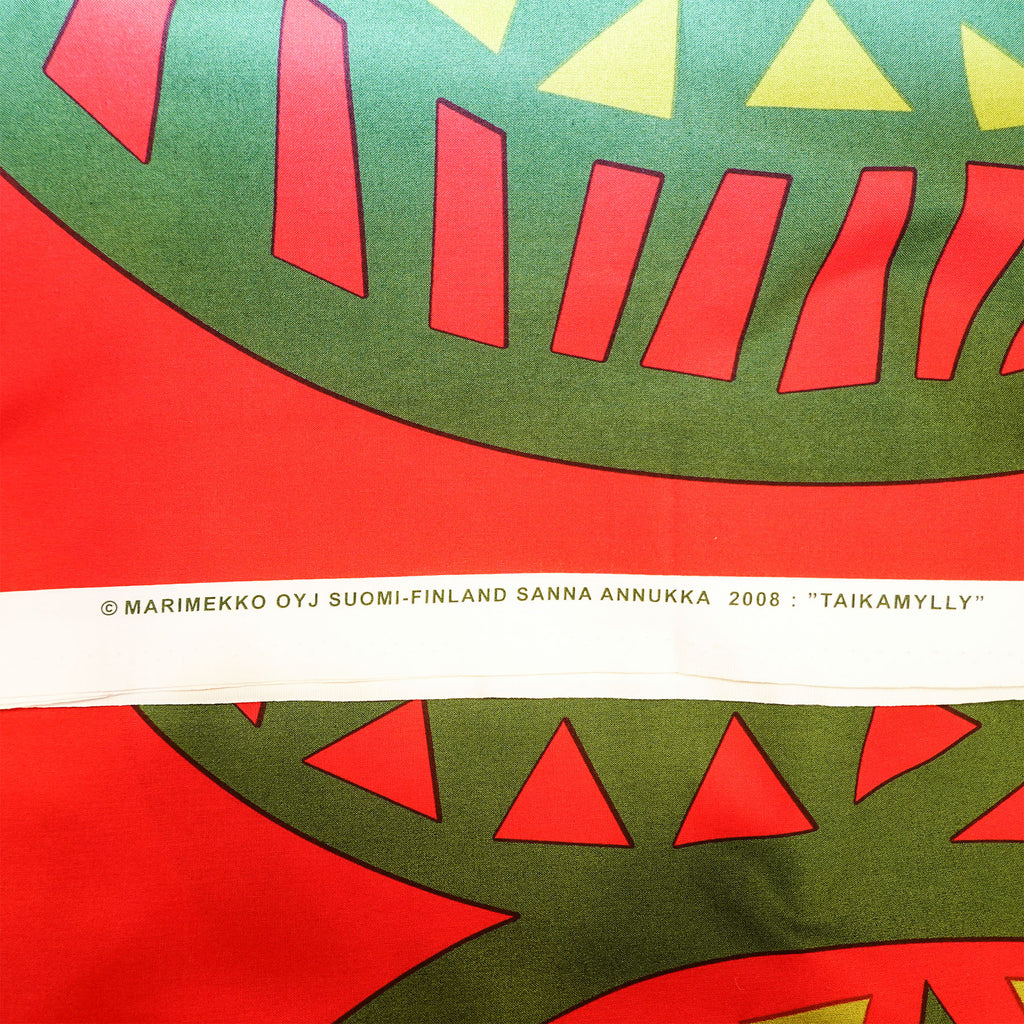 © MARIMEKKO OYJ SUOMI-FINLAND SANNA ANNUKKA 2008 : ”TAIKAMYLLY”